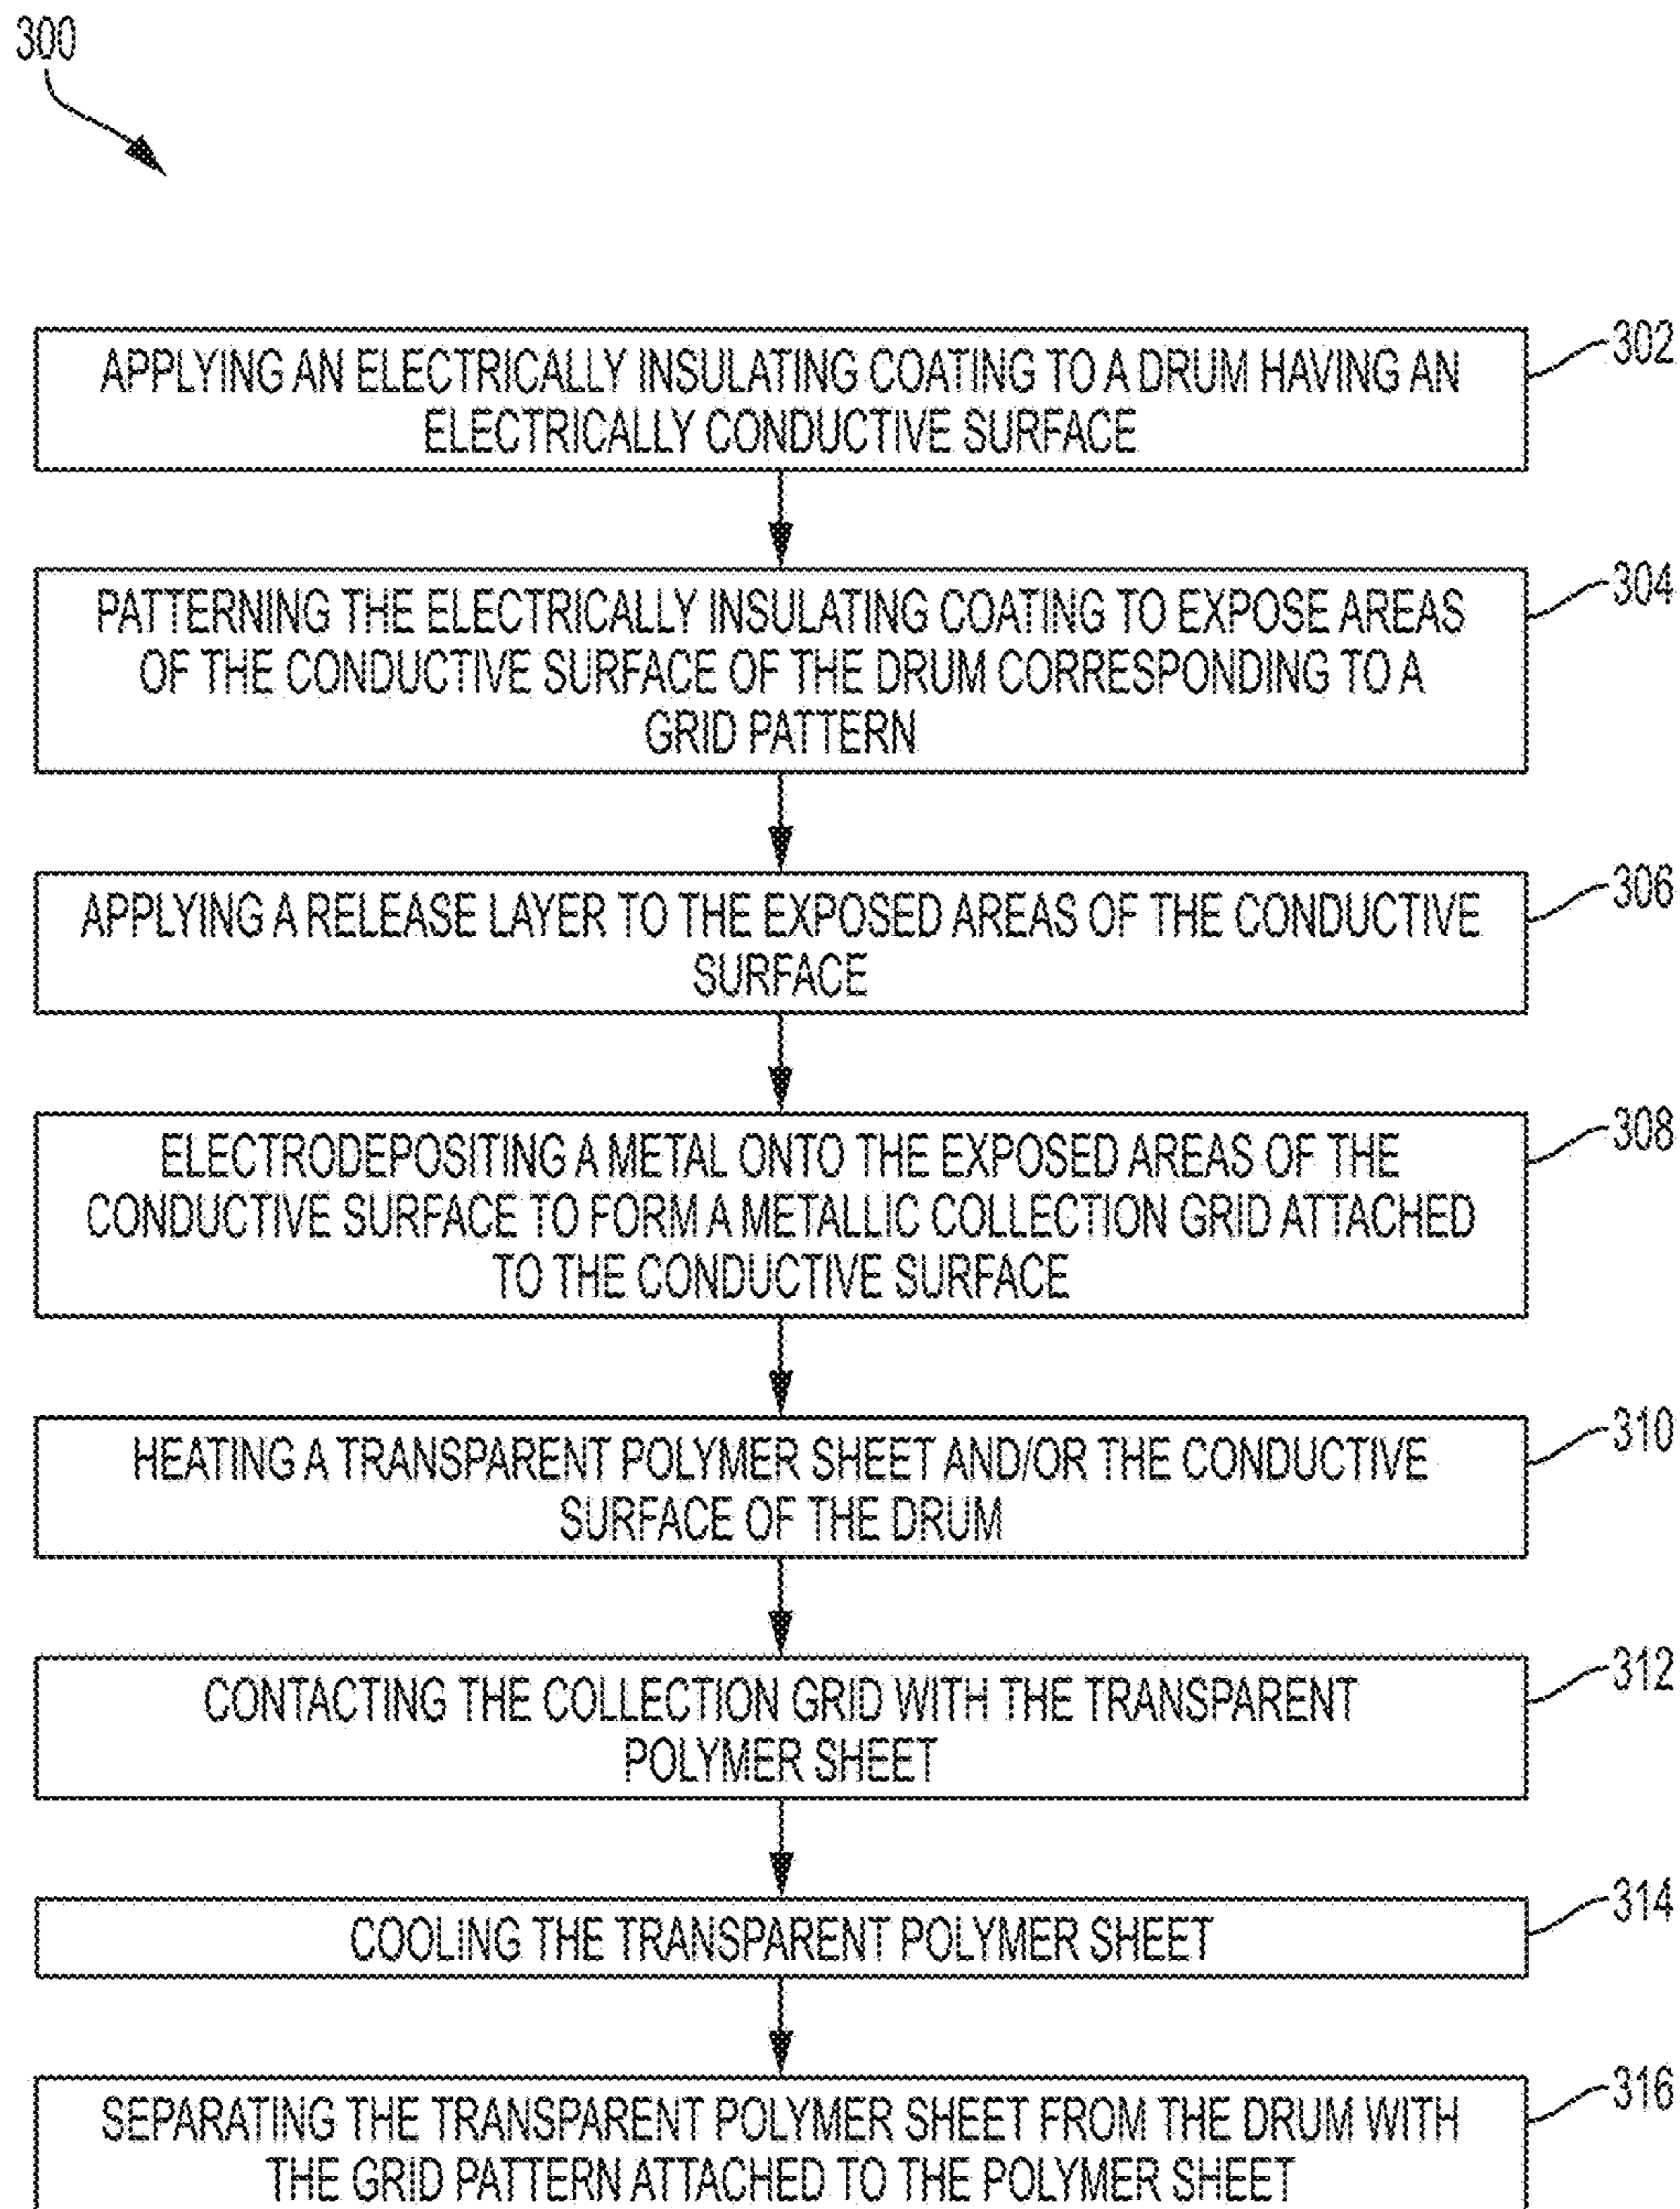 300
APPLYING AN ELECTRICALLY INSULATING COATING TO A DRUM HAVING AN
ELECTRICALLY CONDUCTIVE SURFACE
302
PATTERNING THE ELECTRICALLY INSULATING COATING TO EXPOSE AREAS
OF THE CONDUCTIVE SURFACE OF THE DRUM CORRESPONDING TO A
GRID PATTERN
304
APPLYING A RELEASE LAYER TO THE EXPOSED AREAS OF THE CONDUCTIVE
SURFACE
306
ELECTRODEPOSITING A METAL ONTO THE EXPOSED AREAS OF THE
CONDUCTIVE SURFACE TO FORM A METALLIC COLLECTION GRID ATTACHED
TO THE CONDUCTIVE SURFACE
308
HEATING A TRANSPARENT POLYMER SHEET AND/OR THE CONDUCTIVE
SURFACE OF THE DRUM
310
CONTACTING THE COLLECTION GRID WITH THE TRANSPARENT
POLYMER SHEET
312
COOLING THE TRANSPARENT POLYMER SHEET
314
SEPARATING THE TRANSPARENT POLYMER SHEET FROM THE DRUM WITH
THE GRID PATTERN ATTACHED TO THE POLYMER SHEET
316